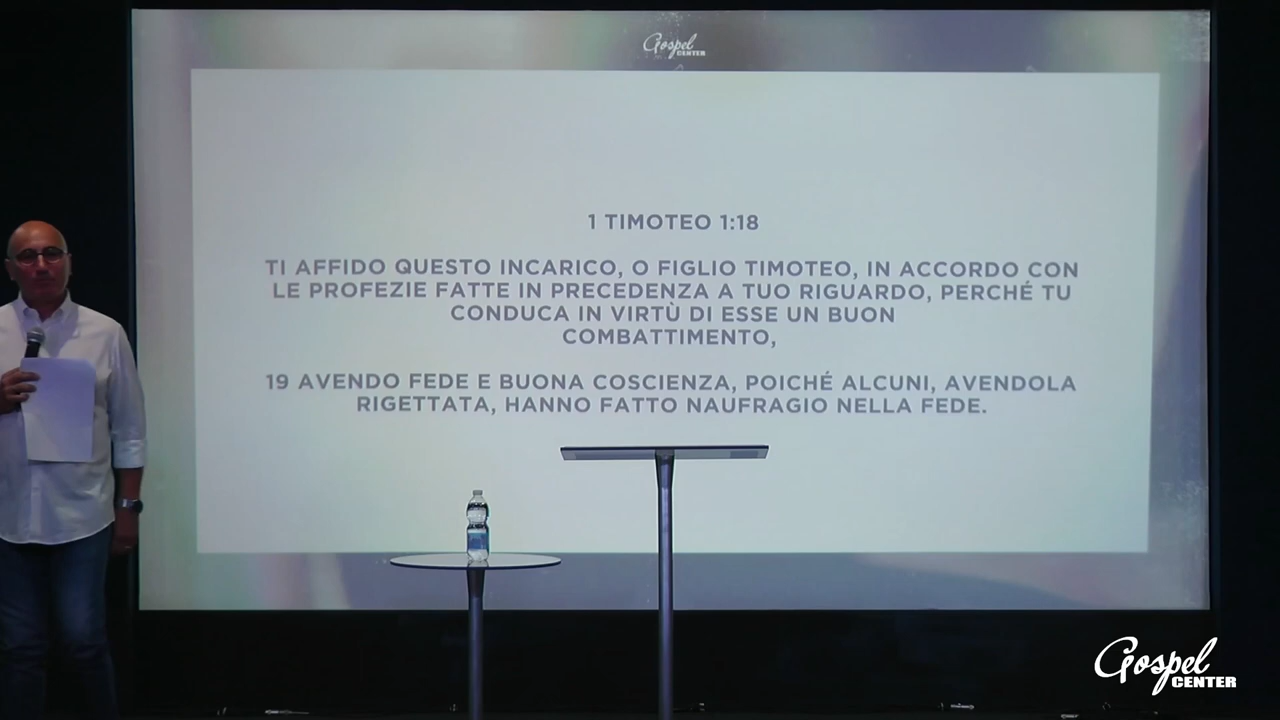 Gospel
CENTER
1 TIMOTEO 1:18
TI AFFIDO QUESTO INCARICO, O FIGLIO TIMOTEO, IN ACCORDO CON
LE PROFEZIE FATTE IN PRECEDENZA A TUO RIGUARDO, PERCHÉ TU
CONDUCA IN VIRTÙ DI ESSE UN BUON
COMBATTIMENTO,
19 AVENDO FEDE E BUONA COSCIENZA, POICHÉ ALCUNI, AVENDOLA
RIGETTATA, HANNO FATTO NAUFRAGIO NELLA FEDE.
Gospel
CENTER